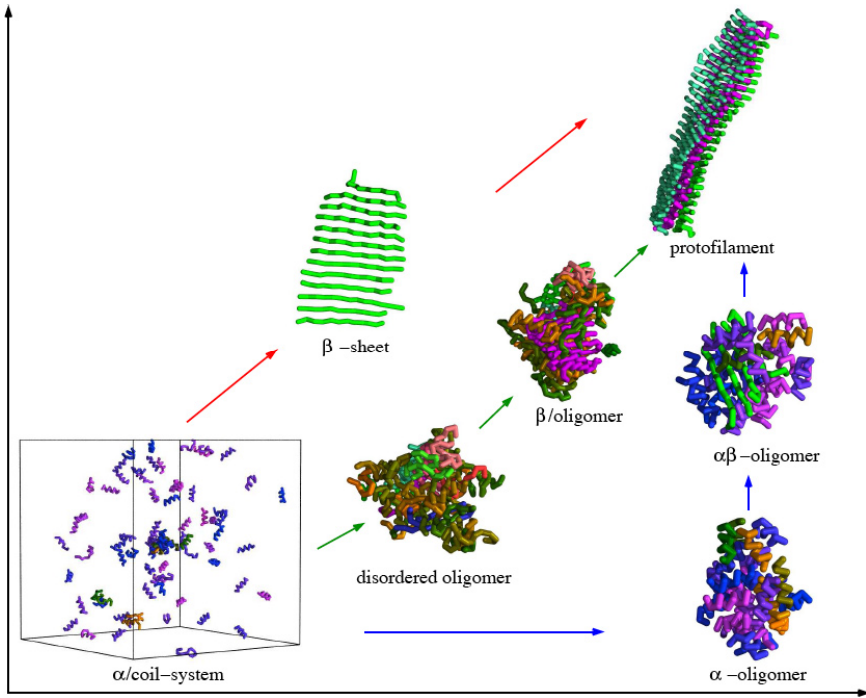 protofilament
β –sheet
β/oligomer
αβ–oligomer
disordered oligomer
α/coil–system
α –oligomer